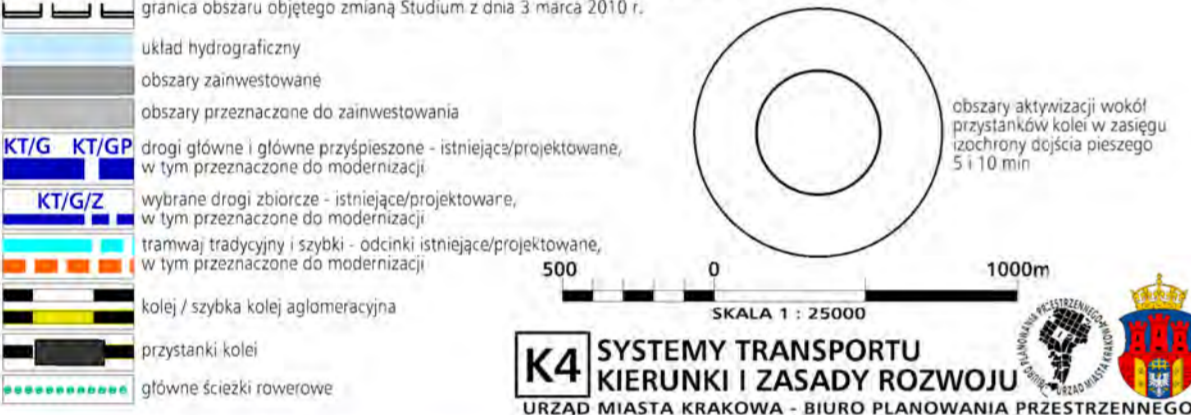 granica obszaru objętego zmianą Studium z dnia 3 marca 2010 r.
układ hydrograficzny
obszary zainwestowane
obszary przeznaczone do zainwestowania
KT/G KT/GP
drogi główne i główne przyśpieszone - istniejące/projektowane,
w tym przeznaczone do modernizacji
KT/G/Z
wybrane drogi zbiorcze - istniejące/projektowane,
w tym przeznaczone do modernizacji
tramwaj tradycyjny i szybki - odcinki istniejące/projektowane,
w tym przeznaczone do modernizacji
kolej / szybka kolej aglomeracyjna
przystanki kolei
główne ścieżki rowerowe
obszary aktywizacji wokół
przystanków kolei w zasięgu
izochrony dojścia pieszego
5 i 10 min
500 0 1000m
SKALA 1 : 25000
K4
SYSTEMY TRANSPORTU
KIERUNKI I ZASADY ROZWOJU
URZĄD MIASTA KRAKOWA - BIURO PLANOWANIA PRZESTRZENNEGO